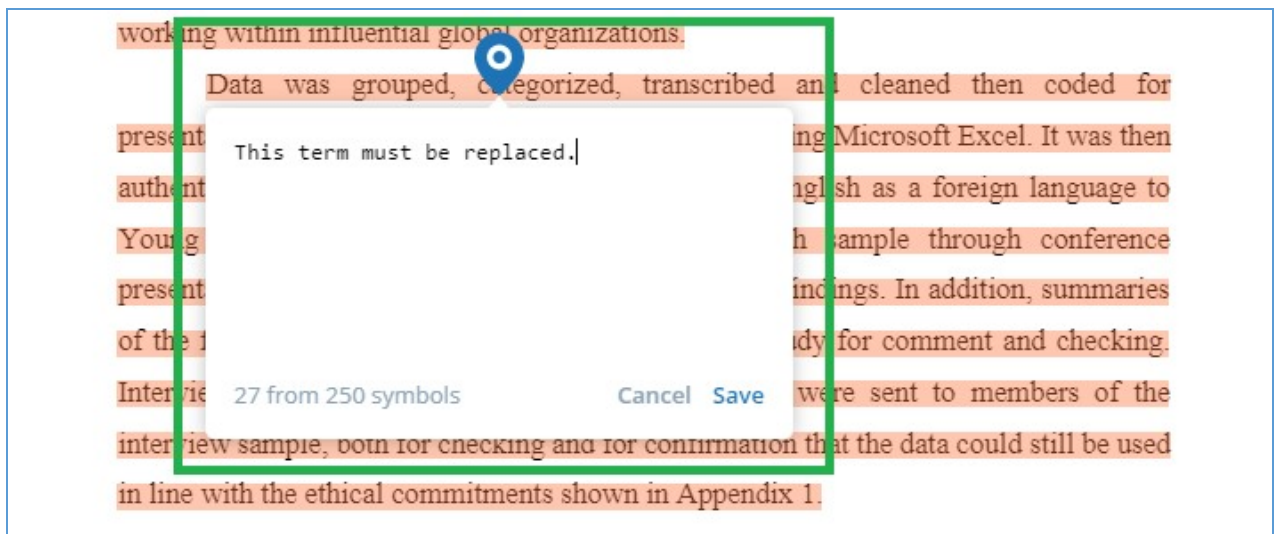 working within influential global organizations.
Data was grouped, categorized, transcribed and cleaned then coded for
present ing Microsoft Excel. It was then
authent nglish as a foreign language to
Young h sample through conference
present indings. In addition, summaries
of the f udy for comment and checking.
Intervie were sent to members of the
interview sample, both for checking and for confirmation that the data could still be used
in line with the ethical commitments shown in Appendix 1.
This term must be replaced.
27 from 250 symbols Cancel Save